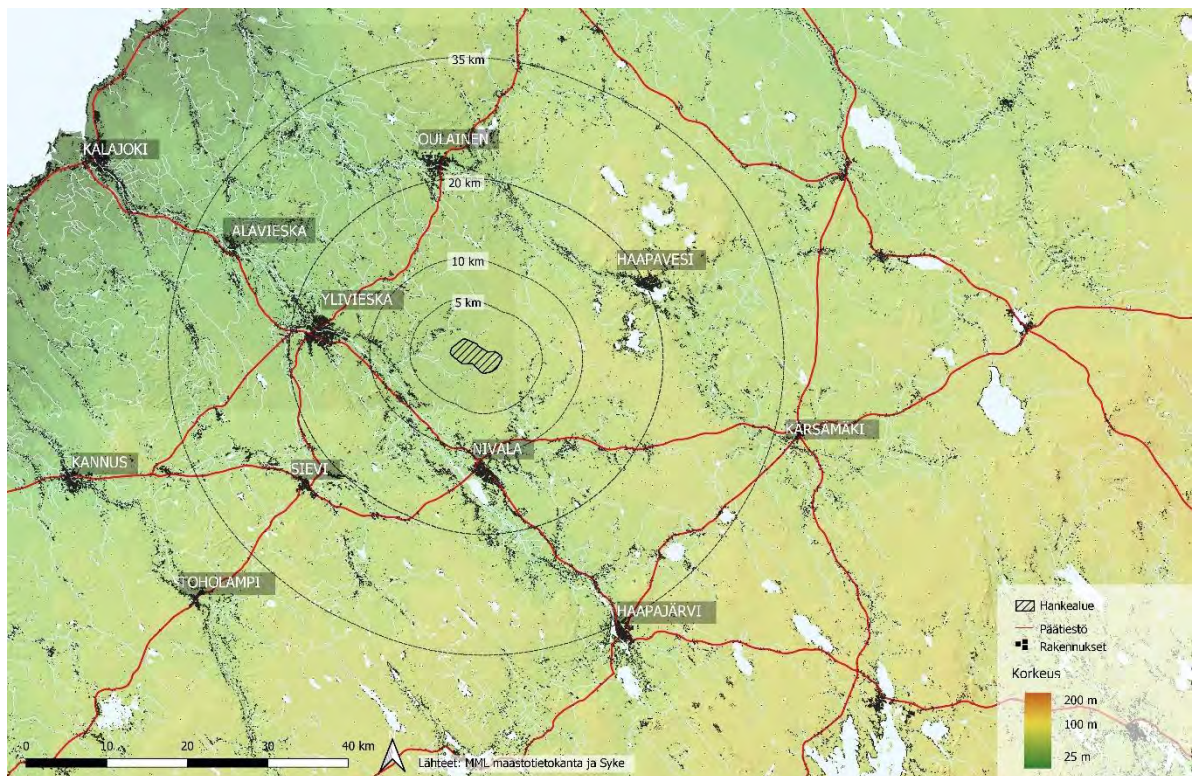 35 km
OULAINEN
KALAJOKI
20 km
ALAVIESKA
HAAPAVESI
10 km
YLIVIESKA
5 km
KÄRSÄMÄKI
NIVALA
KANNUS
SIEVI
TOHOLAMPI
HAAPAJÄRVI
Hankealue
Päätiestö
Rakennukset
Korkeus
200 m
100 m
25 m
0 10 20 30 40 km
Lähteet: MML maastotietokanta ja Syke